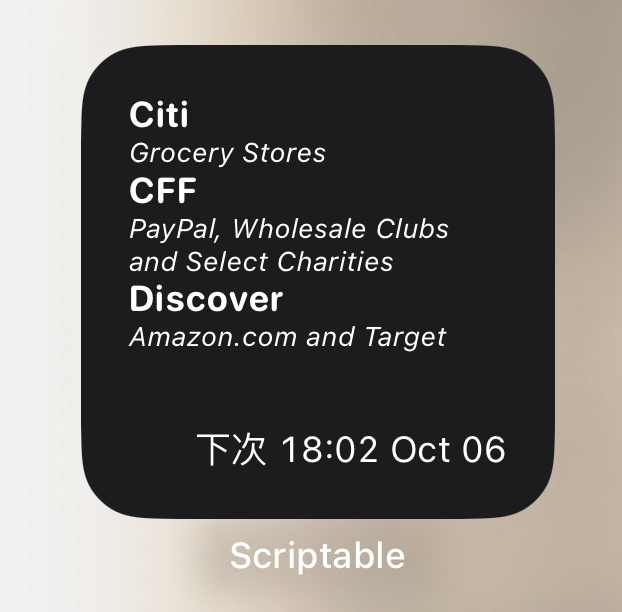 Citi
Grocery Stores
CFF
PayPal, Wholesale Clubs
and Select Charities
Discover
Amazon.com and Target
下次 18:02 Oct 06
Scriptable